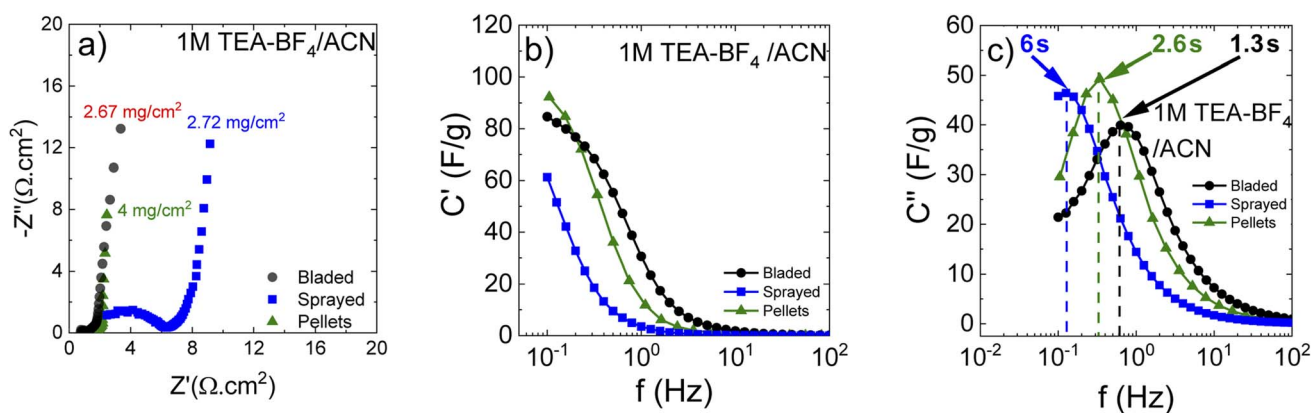 a)
1M TEA-BF4/ACN
2.67 mg/cm2
2.72 mg/cm2
4 mg/cm2
Bladed
Sprayed
Pellets
20
16
12
8
4
0
-Z"(Ω.cm2)
0 4 8 12 16 20
Z'(Ω.cm2)
b)
1M TEA-BF4 /ACN
Bladed
Sprayed
Pellets
120
100
80
60
40
20
0
C' (F/g)
10-1 100 101 102
f (Hz)
c)
6s
2.6s
1.3s
1M TEA-BF4
/ACN
Bladed
Sprayed
Pellets
60
50
40
30
20
10
0
C" (F/g)
10-2 10-1 100 101 102
f (Hz)